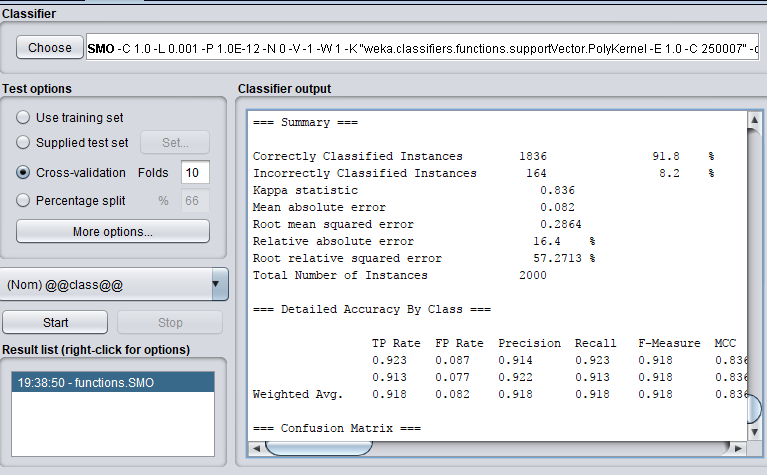 Classifier
Choose SMO -C 1.0 -L 0.001 -P 1.0E-12 -N 0 -V -1 -W 1 -K "weka.classifiers.functions.supportVector.PolyKernel -E 1.0 -C 250007" -c
Test options
Use training set
Supplied test set Set...
Cross-validation Folds 10
Percentage split % 66
More options...
(Nom) @@class@@
Start Stop
Result list (right-click for options)
19:38:50 - functions.SMO
Classifier output
=== Summary ===
Correctly Classified Instances 1836 91.8 %
Incorrectly Classified Instances 164 8.2 %
Kappa statistic 0.836
Mean absolute error 0.082
Root mean squared error 0.2864
Relative absolute error 16.4 %
Root relative squared error 57.2713 %
Total Number of Instances 2000
=== Detailed Accuracy By Class ===
TP Rate FP Rate Precision Recall F-Measure MCC
0.923 0.087 0.914 0.923 0.918 0.836
0.913 0.077 0.922 0.913 0.918 0.836
Weighted Avg. 0.918 0.082 0.918 0.918 0.918 0.836
=== Confusion Matrix ===